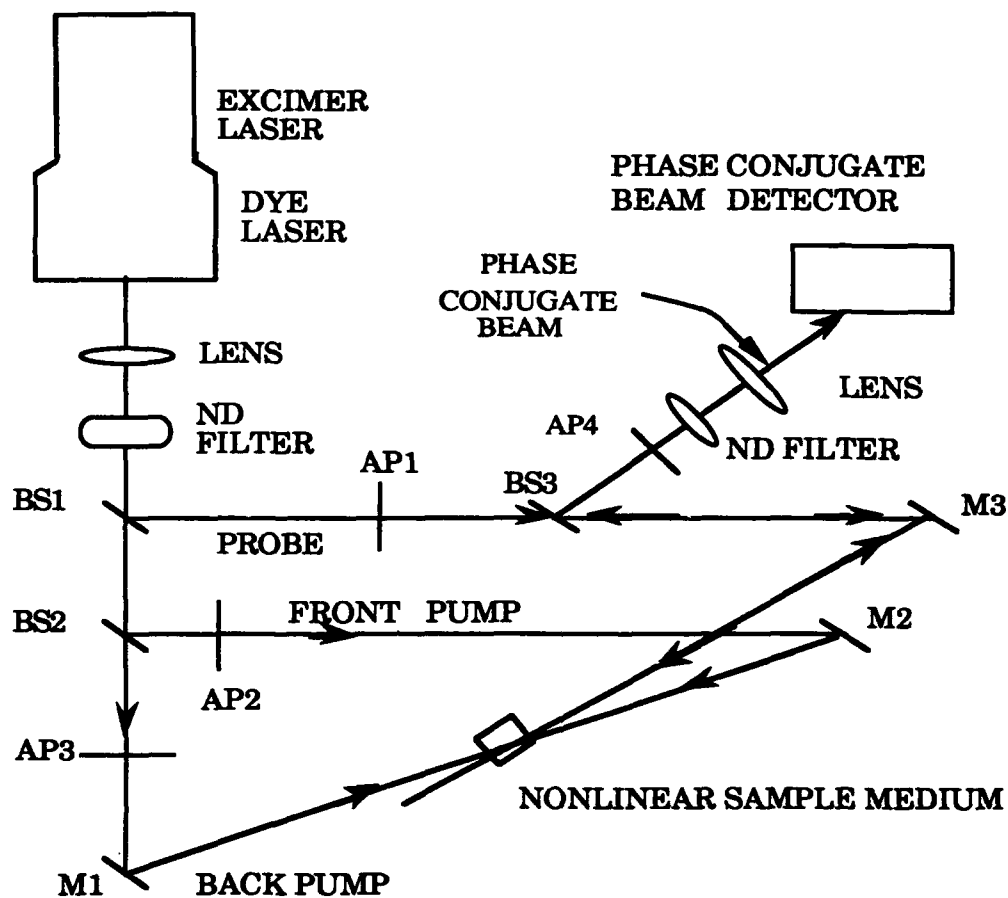 EXCIMER
LASER
PHASE CONJUGATE
BEAM DETECTOR
DYE
LASER
PHASE
CONJUGATE
BEAM
LENS
LENS
ND
FILTER
AP4
ND FILTER
AP1
BS3
BS1
M3
PROBE
BS2
FRONT PUMP
M2
AP2
AP3
NONLINEAR SAMPLE MEDIUM
M1
BACK PUMP